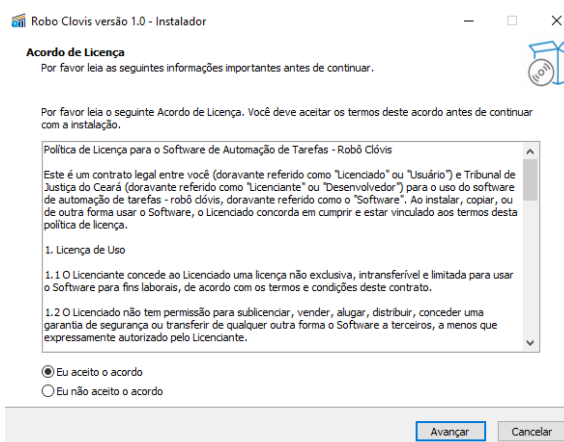 Robo Clovis versão 1.0 - Instalador
Acordo de Licença
Por favor leia as seguintes informações importantes antes de continuar.
Por favor leia o seguinte Acordo de Licença. Você deve aceitar os termos deste acordo antes de continuar
com a instalação.
Política de Licença para o Software de Automação de Tarefas - Robô Clóvis
Este é um contrato legal entre você (doravante referido como "Licenciado" ou "Usuário") e Tribunal de
Justiça do Ceará (doravante referido como "Licenciante" ou "Desenvolvedor") para o uso do software
de automação de tarefas - robô clóvis, doravante referido como o "Software". Ao instalar, copiar, ou
de outra forma usar o Software, o Licenciado concorda em cumprir e estar vinculado aos termos desta
política de licença.
1. Licença de Uso
1.1 O Licenciante concede ao Licenciado uma licença não exclusiva, intransferível e limitada para usar
o Software para fins laborais, de acordo com os termos e condições deste contrato.
1.2 O Licenciado não tem permissão para sublicenciar, vender, alugar, distribuir, conceder uma
garantia de segurança ou transferir de qualquer outra forma o Software a terceiros, a menos que
expressamente autorizado pelo Licenciante.
Eu aceito o acordo
Eu não aceito o acordo
Avançar
Cancelar